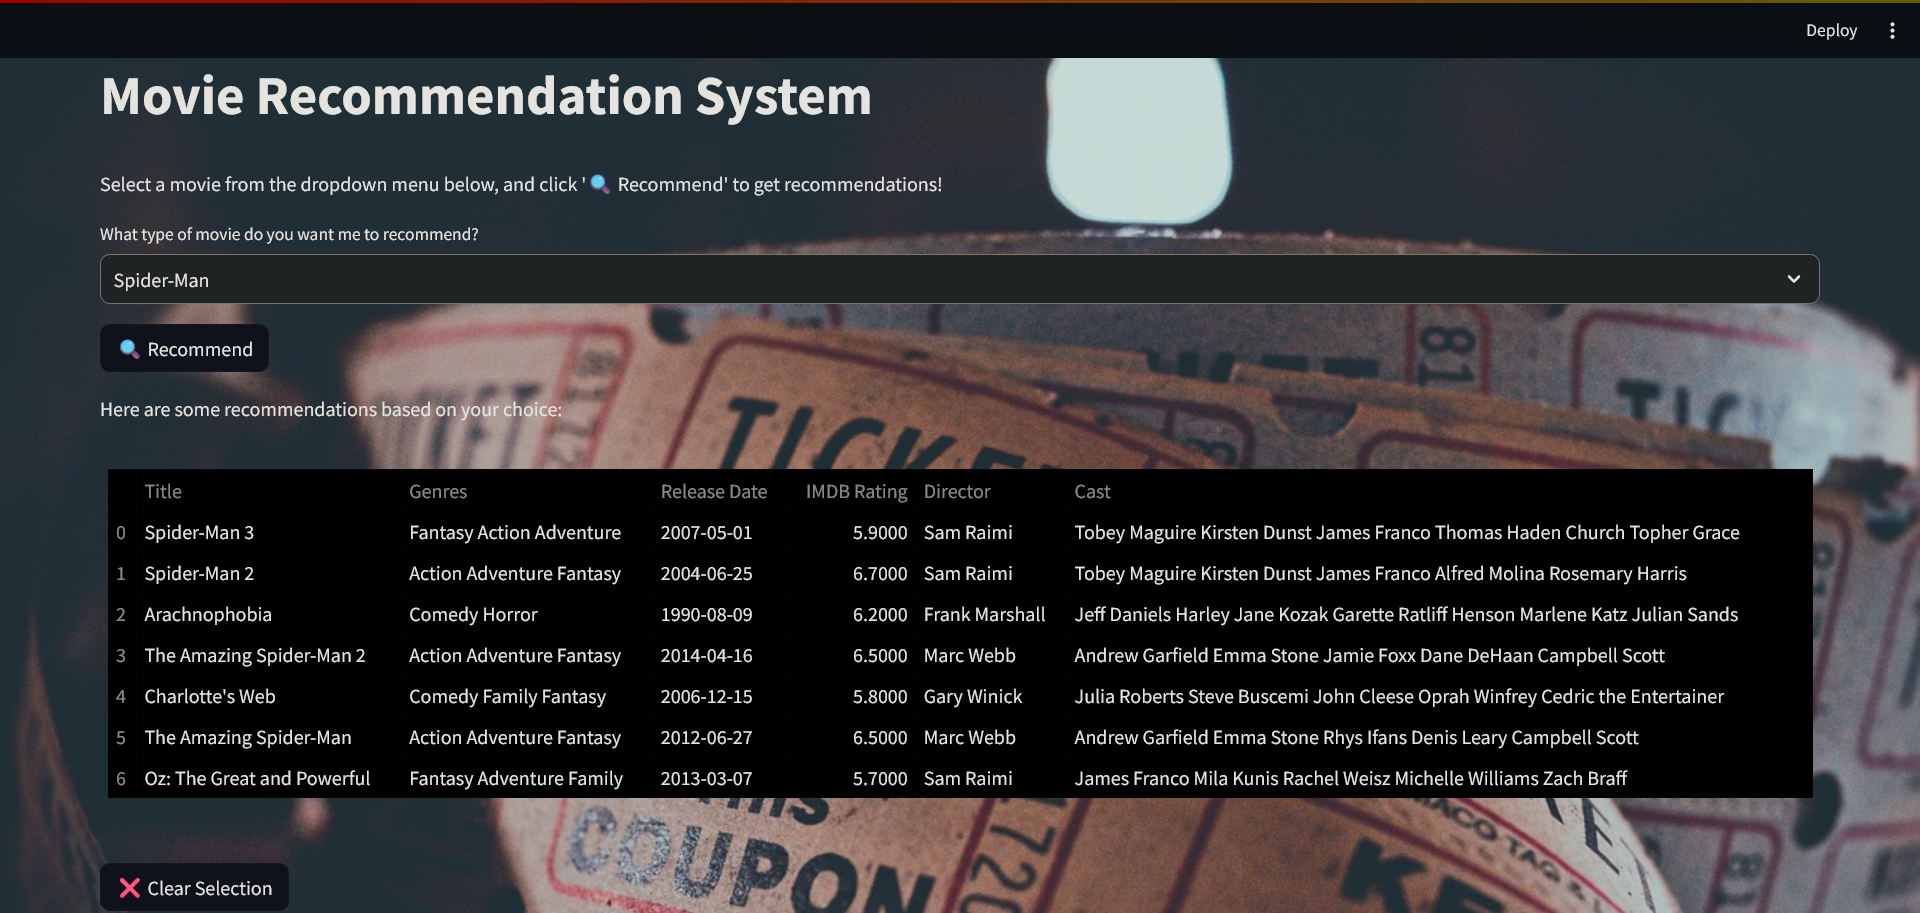 Deploy
Movie Recommendation System
Select a movie from the dropdown menu below, and click '🔍 Recommend' to get recommendations!
What type of movie do you want me to recommend?
Spider-Man
🔍 Recommend
Here are some recommendations based on your choice:
TICKET
Title Genres Release Date IMDB Rating Director Cast
0 Spider-Man 3 Fantasy Action Adventure 2007-05-01 5.9000 Sam Raimi Tobey Maguire Kirsten Dunst James Franco Thomas Haden Church Topher Grace
1 Spider-Man 2 Action Adventure Fantasy 2004-06-25 6.7000 Sam Raimi Tobey Maguire Kirsten Dunst James Franco Alfred Molina Rosemary Harris
2 Arachnophobia Comedy Horror 1990-08-09 6.2000 Frank Marshall Jeff Daniels Harley Jane Kozak Garette Ratliff Henson Marlene Katz Julian Sands
3 The Amazing Spider-Man 2 Action Adventure Fantasy 2014-04-16 6.5000 Marc Webb Andrew Garfield Emma Stone Jamie Foxx Dane DeHaan Campbell Scott
4 Charlotte's Web Comedy Family Fantasy 2006-12-15 5.8000 Gary Winick Julia Roberts Steve Buscemi John Cleese Oprah Winfrey Cedric the Entertainer
5 The Amazing Spider-Man Action Adventure Fantasy 2012-06-27 6.5000 Marc Webb Andrew Garfield Emma Stone Rhys Ifans Denis Leary Campbell Scott
6 Oz: The Great and Powerful Fantasy Adventure Family 2013-03-07 5.7000 Sam Raimi James Franco Mila Kunis Rachel Weisz Michelle Williams Zach Braff
COUPON
❌ Clear Selection